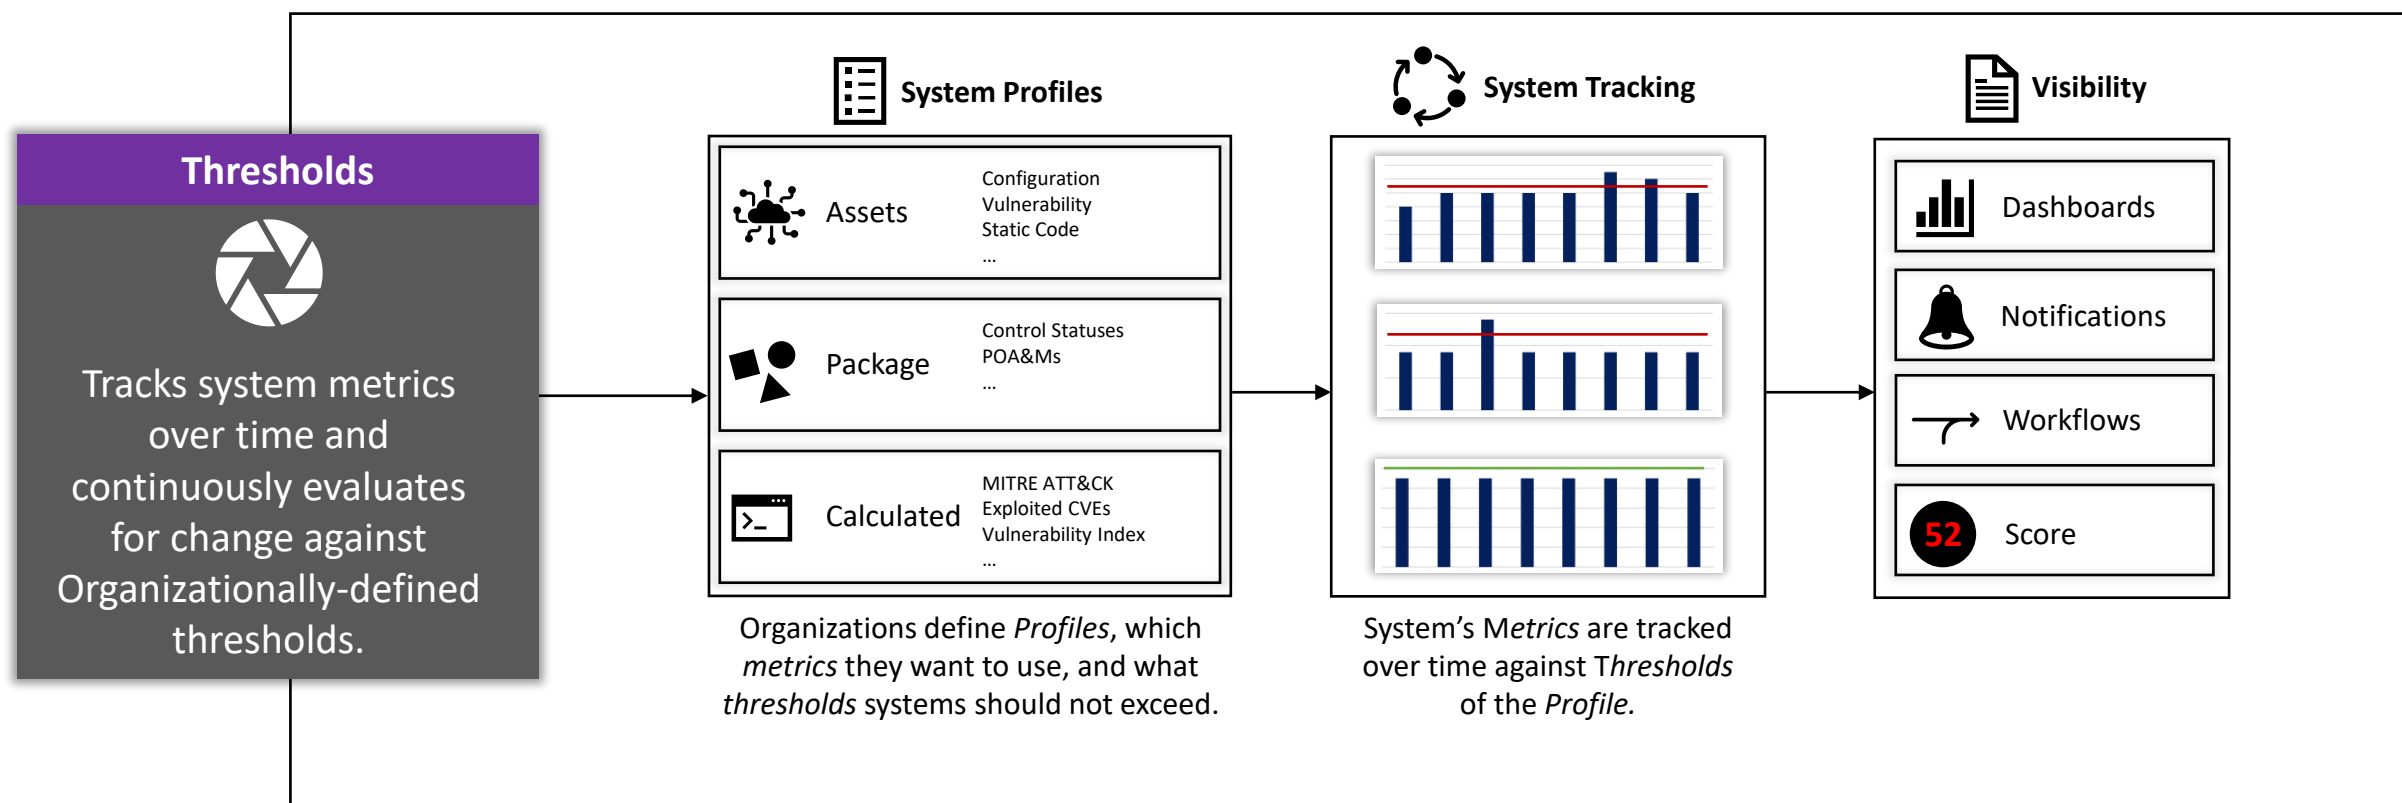 Thresholds
Tracks system metrics
over time and
continuously evaluates
for change against
Organizationally-defined
thresholds.
System Profiles
Assets
Configuration
Vulnerability
Static Code
...
Package
Control Statuses
POA&Ms
...
Calculated
MITRE ATT&CK
Exploited CVEs
Vulnerability Index
...
Organizations define Profiles, which
metrics they want to use, and what
thresholds systems should not exceed.
System Tracking
System’s Metrics are tracked
over time against Thresholds
of the Profile.
Visibility
Dashboards
Notifications
Workflows
52
Score